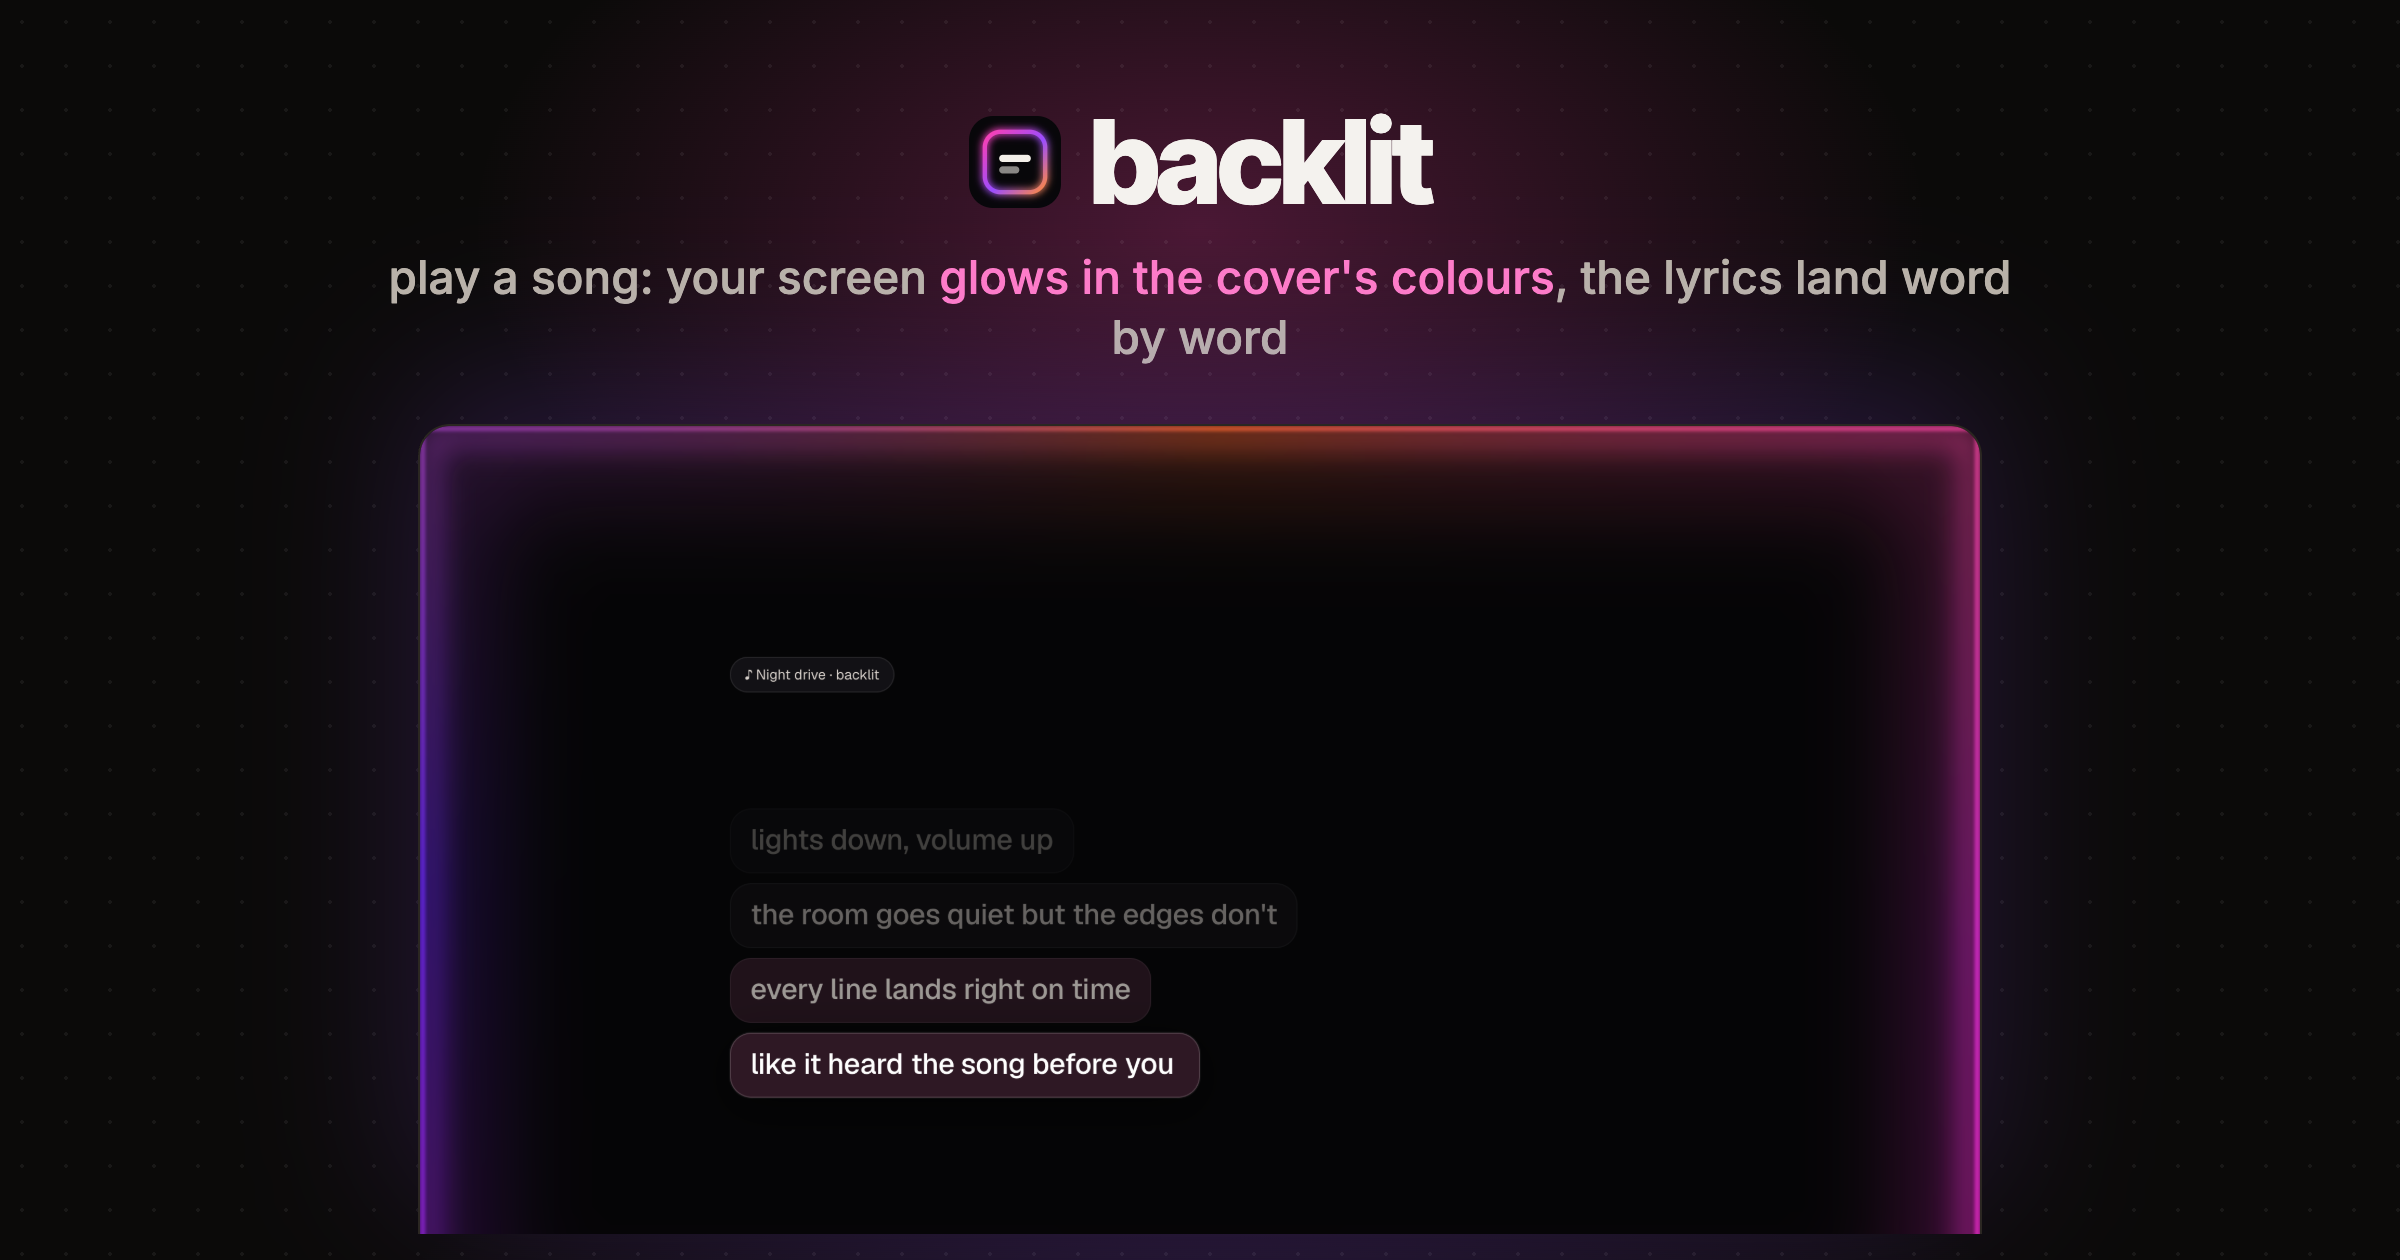 backlit
play a song: your screen glows in the cover's colours, the lyrics land word
by word
♪ Night drive · backlit
lights down, volume up
the room goes quiet but the edges don't
every line lands right on time
like it heard the song before you